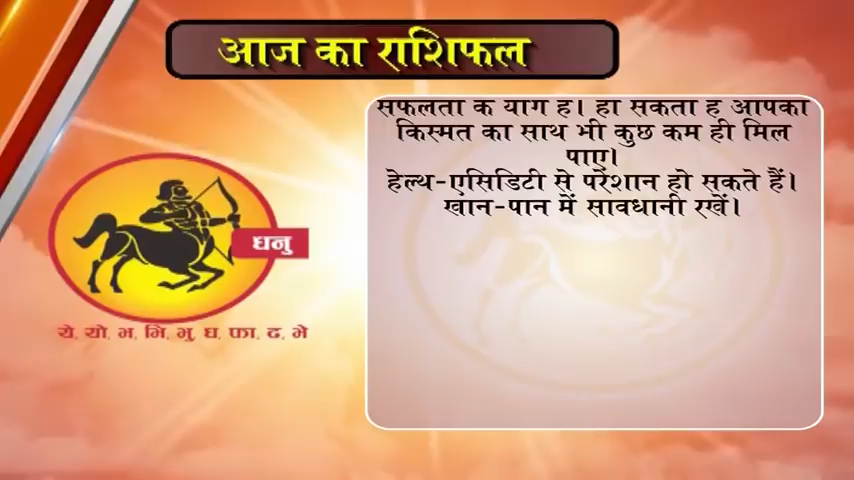 आज का राशिफल
सफलता के योग हैं। हो सकता है आपको
किस्मत का साथ भी कुछ कम ही मिल
पाए।
हेल्थ-एसिडिटी से परेशान हो सकते हैं।
खान-पान में सावधानी रखें।
धनु
ये, यो, भ, भि, भु, ध, फा, ढ, भे